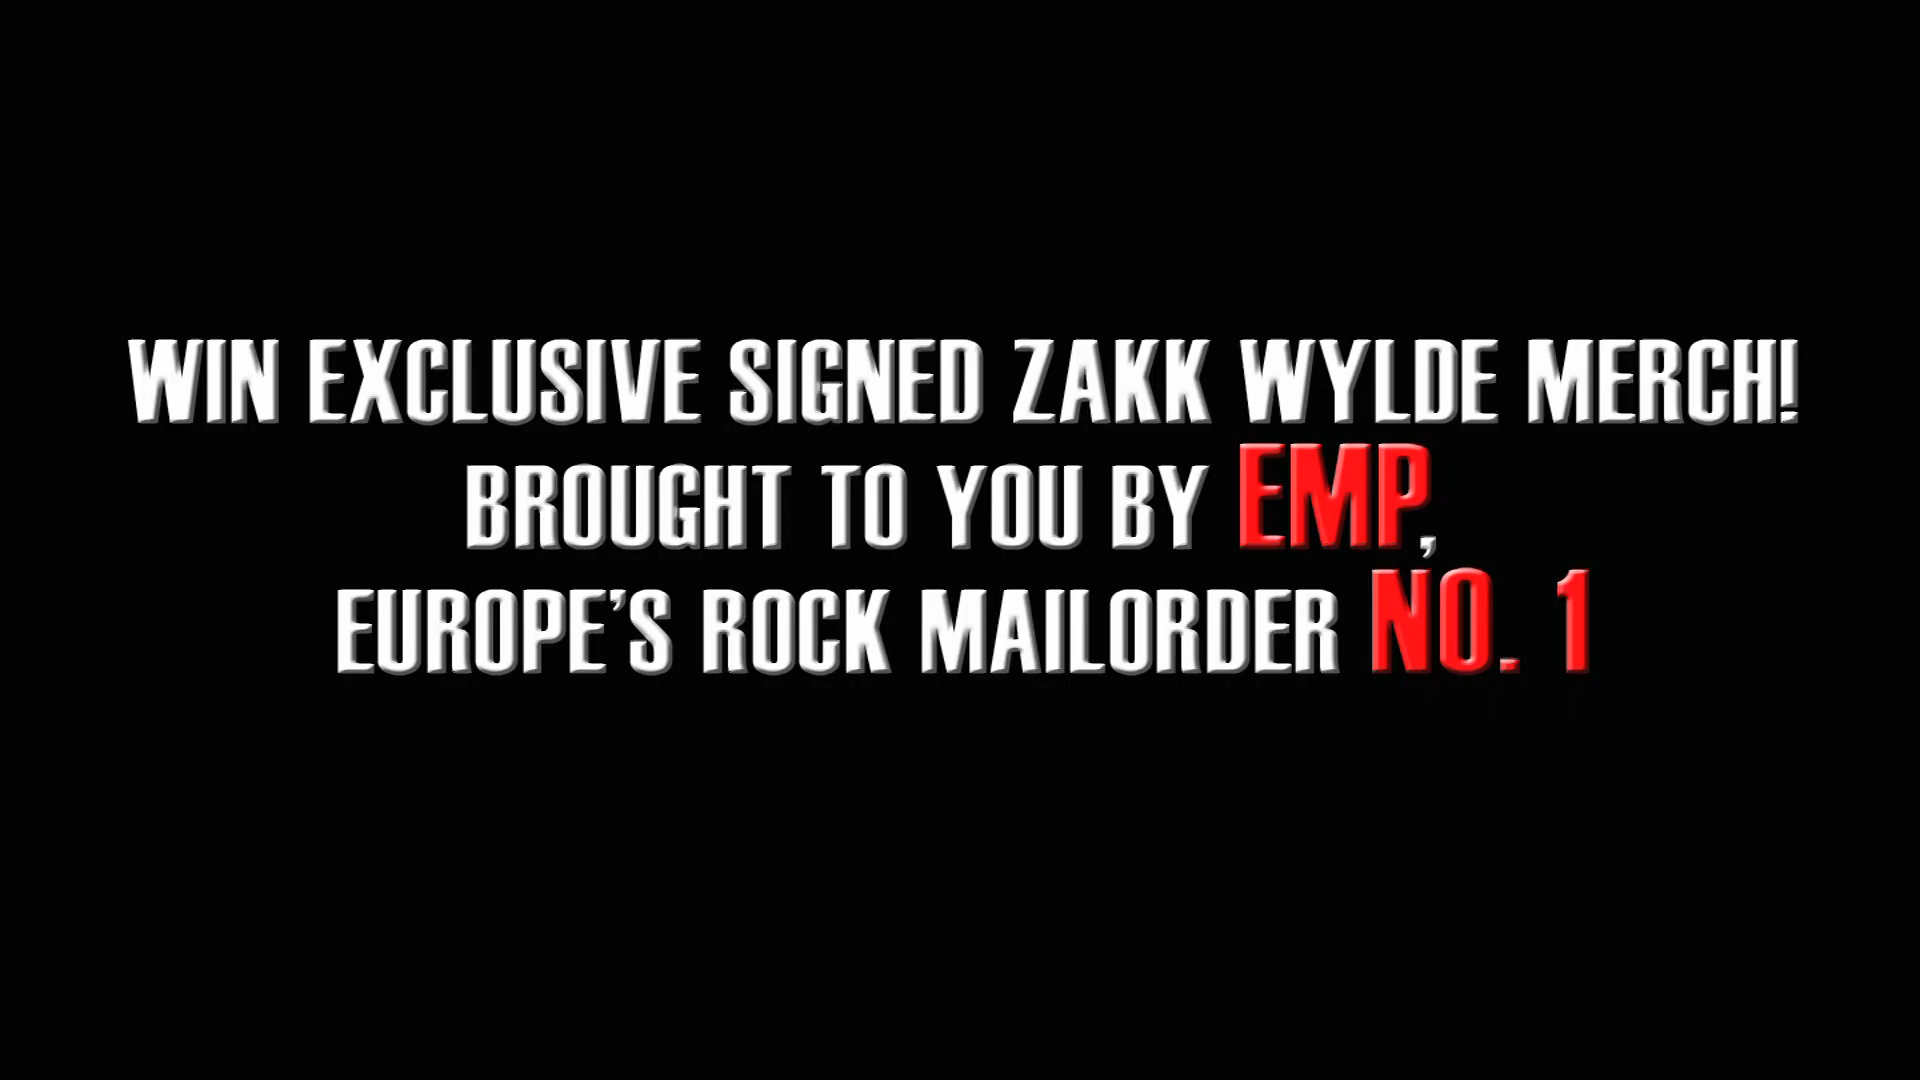 WIN EXCLUSIVE SIGNED ZAKK WYLDE MERCH!
BROUGHT TO YOU BY EMP,
EUROPE’S ROCK MAILORDER NO. 1